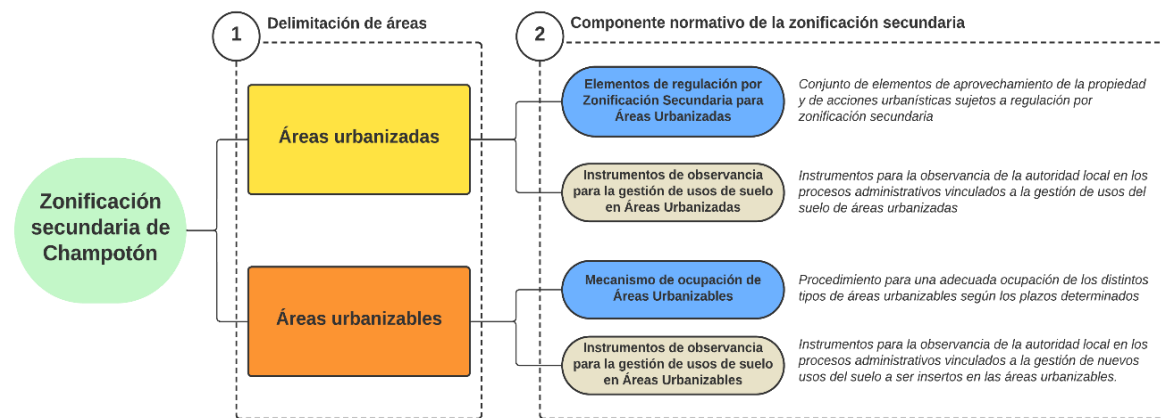 1
Delimitación de áreas
2
Componente normativo de la zonificación secundaria
Zonificación
secundaria de
Champotón
Áreas urbanizadas
Elementos de regulación por
Zonificación Secundaria para
Áreas Urbanizadas
Conjunto de elementos de aprovechamiento de la propiedad
y de acciones urbanísticas sujetos a regulación por
zonificación secundaria
Instrumentos de observancia
para la gestión de usos de suelo
en Áreas Urbanizadas
Instrumentos para la observancia de la autoridad local en los
procesos administrativos vinculados a la gestión de usos del
suelo de áreas urbanizadas
Áreas urbanizables
Mecanismo de ocupación de
Áreas Urbanizables
Procedimiento para una adecuada ocupación de los distintos
tipos de áreas urbanizables según los plazos determinados
Instrumentos de observancia
para la gestión de usos de suelo
en Áreas Urbanizables
Instrumentos para la observancia de la autoridad local en los
procesos administrativos vinculados a la gestión de nuevos
usos del suelo a ser insertos en las áreas urbanizables.